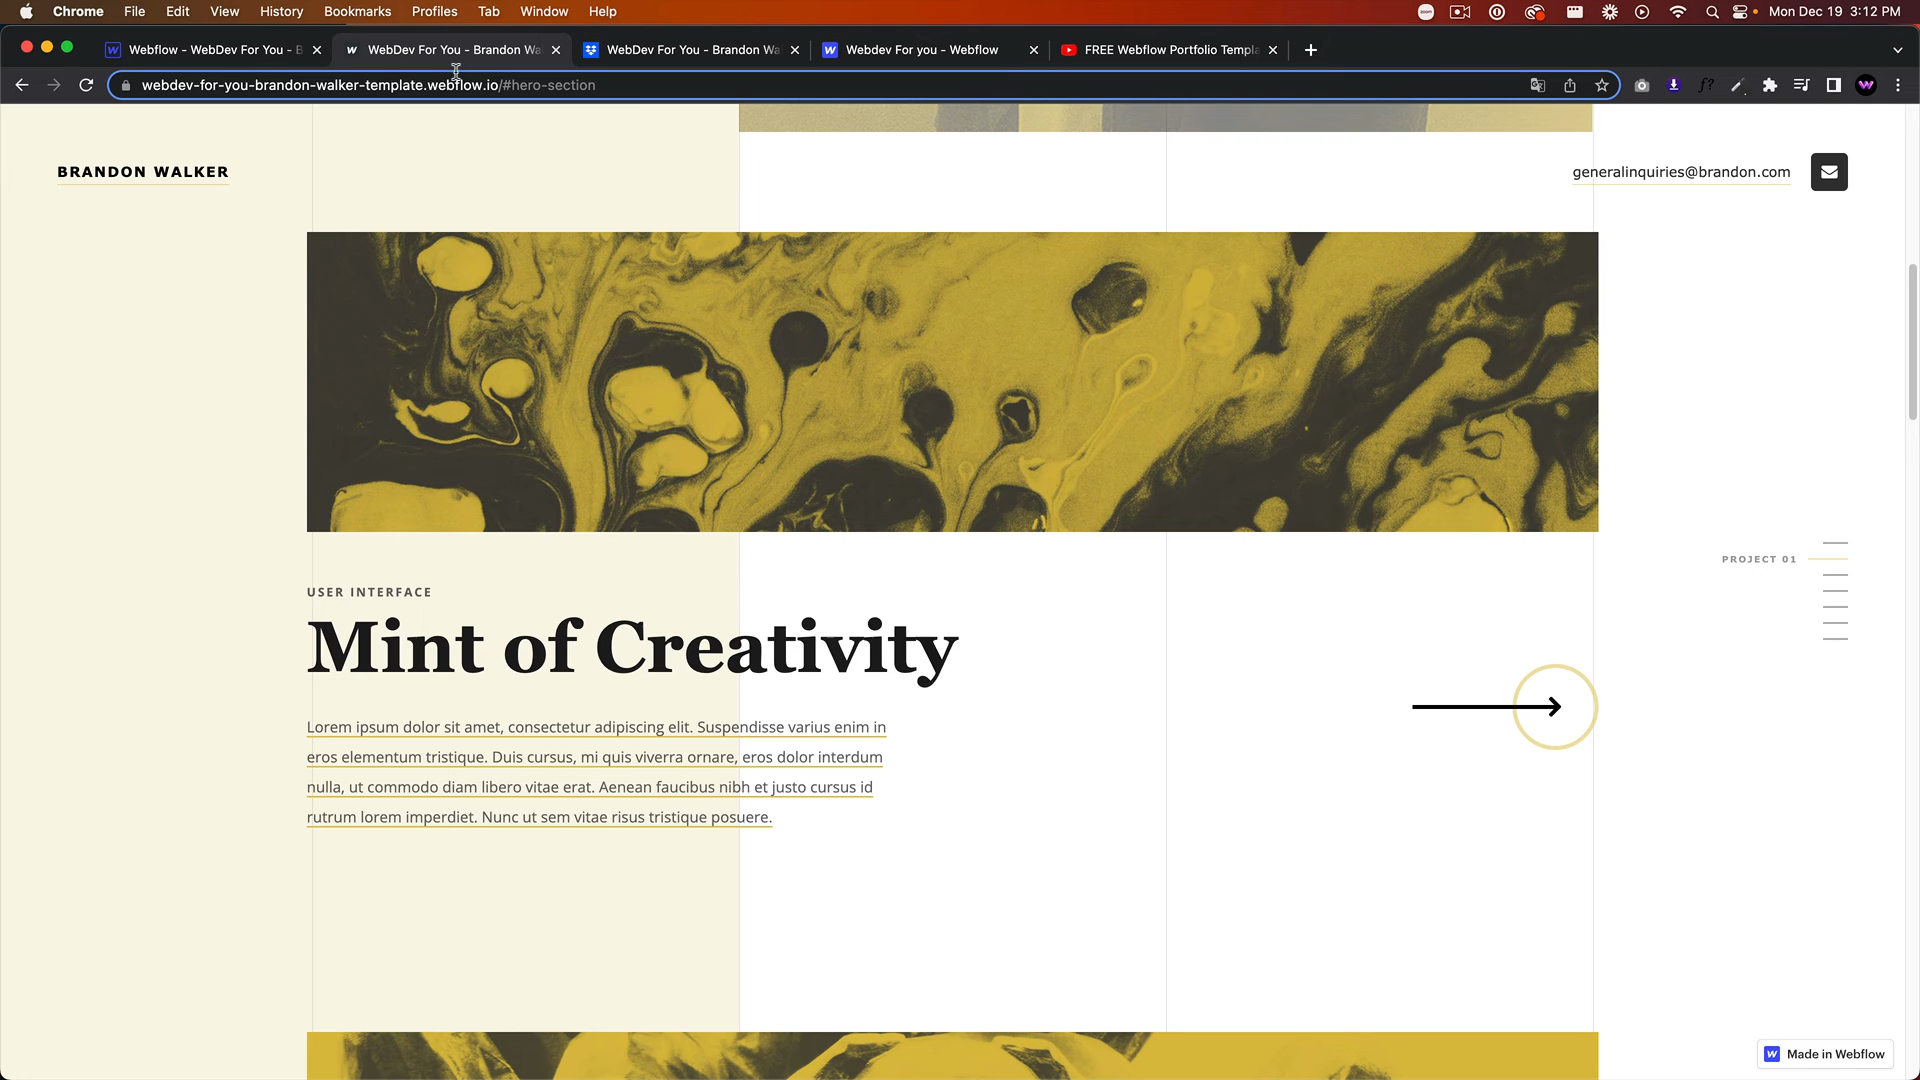 Chrome File Edit View History Bookmarks Profiles Tab Window Help
zoom
Mon Dec 19 3:12 PM
Webflow - WebDev For You - B
WebDev For You - Brandon Wa
WebDev For You - Brandon Wa
Webdev For you - Webflow
FREE Webflow Portfolio Templa
webdev-for-you-brandon-walker-template.webflow.io/#hero-section
f?
BRANDON WALKER
generalinquiries@brandon.com
PROJECT 01
USER INTERFACE
Mint of Creativity
Lorem ipsum dolor sit amet, consectetur adipiscing elit. Suspendisse varius enim in
eros elementum tristique. Duis cursus, mi quis viverra ornare, eros dolor interdum
nulla, ut commodo diam libero vitae erat. Aenean faucibus nibh et justo cursus id
rutrum lorem imperdiet. Nunc ut sem vitae risus tristique posuere.
Made in Webflow